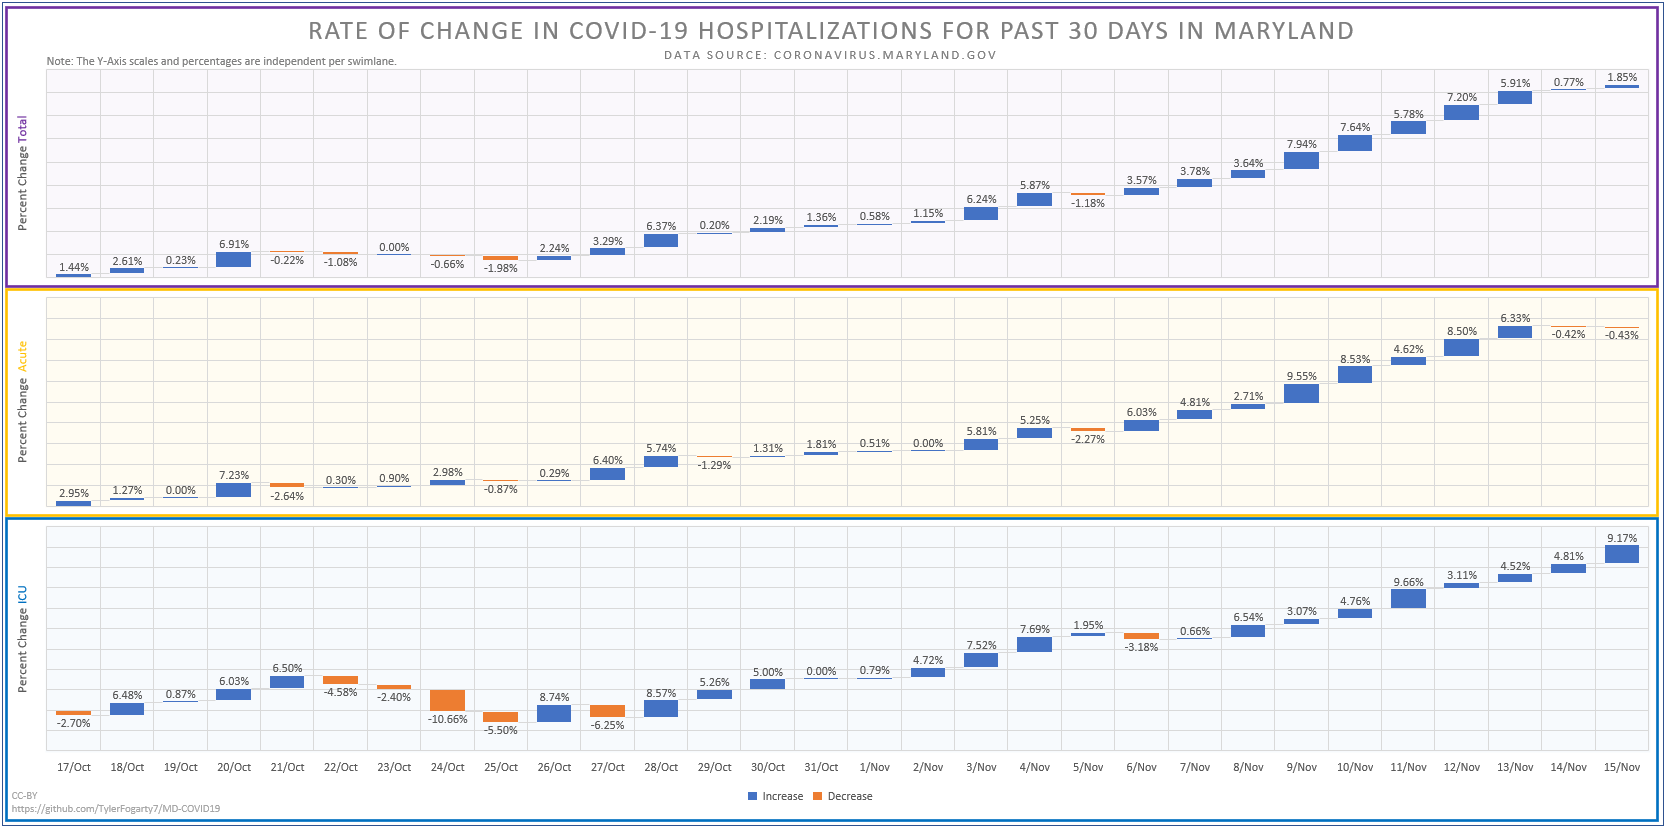 RATE OF CHANGE IN COVID-19 HOSPITALIZATIONS FOR PAST 30 DAYS IN MARYLAND
DATA SOURCE: CORONAVIRUS.MARYLAND.GOV
Note: The Y-Axis scales and percentages are independent per swimlane.
Percent Change Total
1.44% 2.61% 0.23% 6.91% -0.22% -1.08% 0.00% -0.66% -1.98% 2.24% 3.29% 6.37% 0.20% 2.19% 1.36% 0.58% 1.15% 6.24% 5.87% -1.18% 3.57% 3.78% 3.64% 7.94% 7.64% 5.78% 7.20% 5.91% 0.77% 1.85%
Percent Change Acute
2.95% 1.27% 0.00% 7.23% -2.64% 0.30% 0.90% 2.98% -0.87% 0.29% 6.40% 5.74% -1.29% 1.31% 1.81% 0.51% 0.00% 5.81% 5.25% -2.27% 6.03% 4.81% 2.71% 9.55% 8.53% 4.62% 8.50% 6.33% -0.42% -0.43%
Percent Change ICU
-2.70% 6.48% 0.87% 6.03% 6.50% -4.58% -2.40% -10.66% -5.50% 8.74% -6.25% 8.57% 5.26% 5.00% 0.00% 0.79% 4.72% 7.52% 7.69% 1.95% -3.18% 0.66% 6.54% 3.07% 4.76% 9.66% 3.11% 4.52% 4.81% 9.17%
17/Oct 18/Oct 19/Oct 20/Oct 21/Oct 22/Oct 23/Oct 24/Oct 25/Oct 26/Oct 27/Oct 28/Oct 29/Oct 30/Oct 31/Oct 1/Nov 2/Nov 3/Nov 4/Nov 5/Nov 6/Nov 7/Nov 8/Nov 9/Nov 10/Nov 11/Nov 12/Nov 13/Nov 14/Nov 15/Nov
Increase Decrease
CC-BY
https://github.com/TylerFogarty7/MD-COVID19